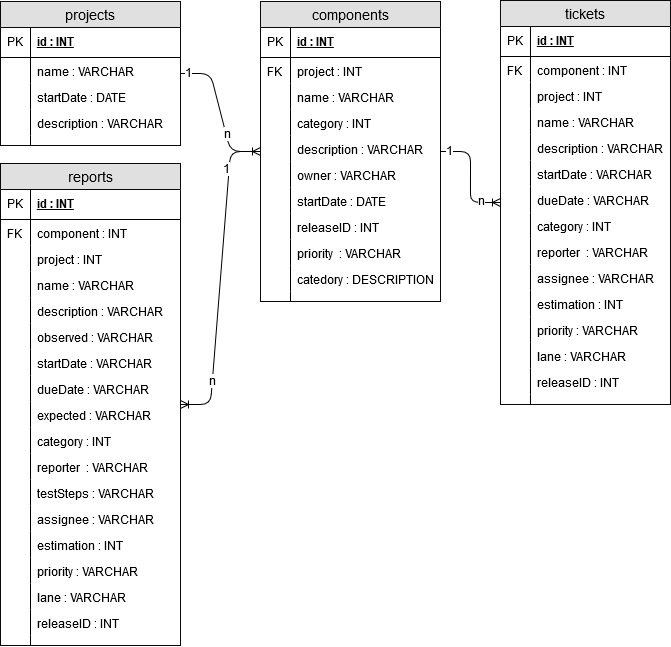 projects
PK id : INT
name : VARCHAR
startDate : DATE
description : VARCHAR
1
n
reports
PK id : INT
FK component : INT
project : INT
name : VARCHAR
description : VARCHAR
observed : VARCHAR
startDate : VARCHAR
dueDate : VARCHAR
expected : VARCHAR
category : INT
reporter : VARCHAR
testSteps : VARCHAR
assignee : VARCHAR
estimation : INT
priority : VARCHAR
lane : VARCHAR
releaseID : INT
1
n
components
PK id : INT
FK project : INT
name : VARCHAR
category : INT
description : VARCHAR
owner : VARCHAR
startDate : DATE
releaseID : INT
priority : VARCHAR
catedory : DESCRIPTION
1
n
tickets
PK id : INT
FK component : INT
project : INT
name : VARCHAR
description : VARCHAR
startDate : VARCHAR
dueDate : VARCHAR
category : INT
reporter : VARCHAR
assignee : VARCHAR
estimation : INT
priority : VARCHAR
lane : VARCHAR
releaseID : INT